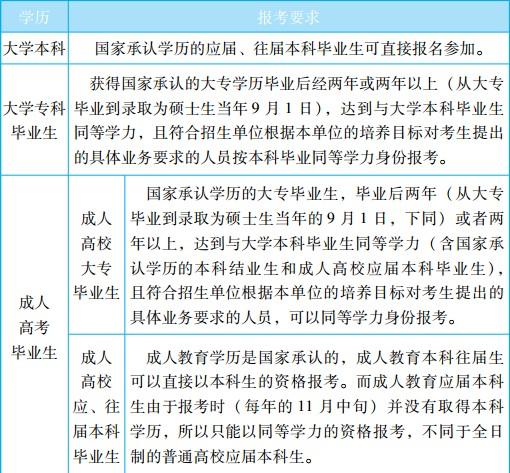 学历
报考要求
大学本科
国家承认学历的应届、往届本科毕业生可直接报名参加。
大学专科
毕业生
获得国家承认的大专学历毕业后经两年或两年以上（从大专
毕业到录取为硕士生当年 9 月 1 日），达到与大学本科毕业生
同等学力，且符合招生单位根据本单位的培养目标对考生提出
的具体业务要求的人员按本科毕业同等学力身份报考。
成人
高考
毕业生
成人
高校
大专
毕业生
国家承认学历的大专毕业生，毕业后两年（从大专
毕业到录取为硕士生当年的 9 月 1 日，下同）或者两
年以上，达到与大学本科毕业生同等学力（含国家承
认学历的本科结业生和成人高校应届本科毕业生），
且符合招生单位根据本单位的培养目标对考生提出的
具体业务要求的人员，可以同等学力身份报考。
成人
高校
应、往
届本科
毕业生
成人教育学历是国家承认的，成人教育本科往届生
可以直接以本科生的资格报考。而成人教育应届本科
生由于报考时（每年的 11 月中旬）并没有取得本科
学历，所以只能以同等学力的资格报考，不同于全日
制的普通高校应届本科生。